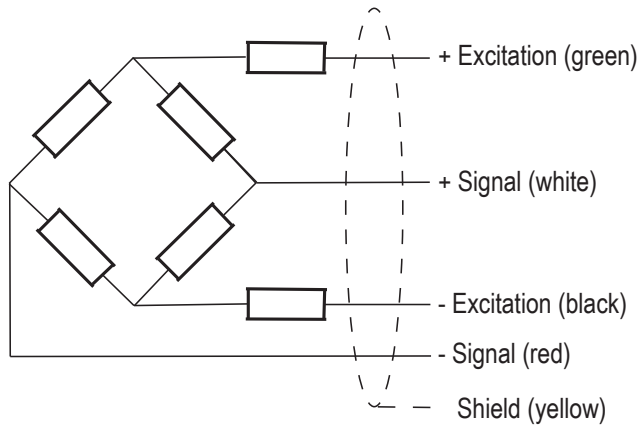 + Excitation (green)
+ Signal (white)
- Excitation (black)
- Signal (red)
Shield (yellow)